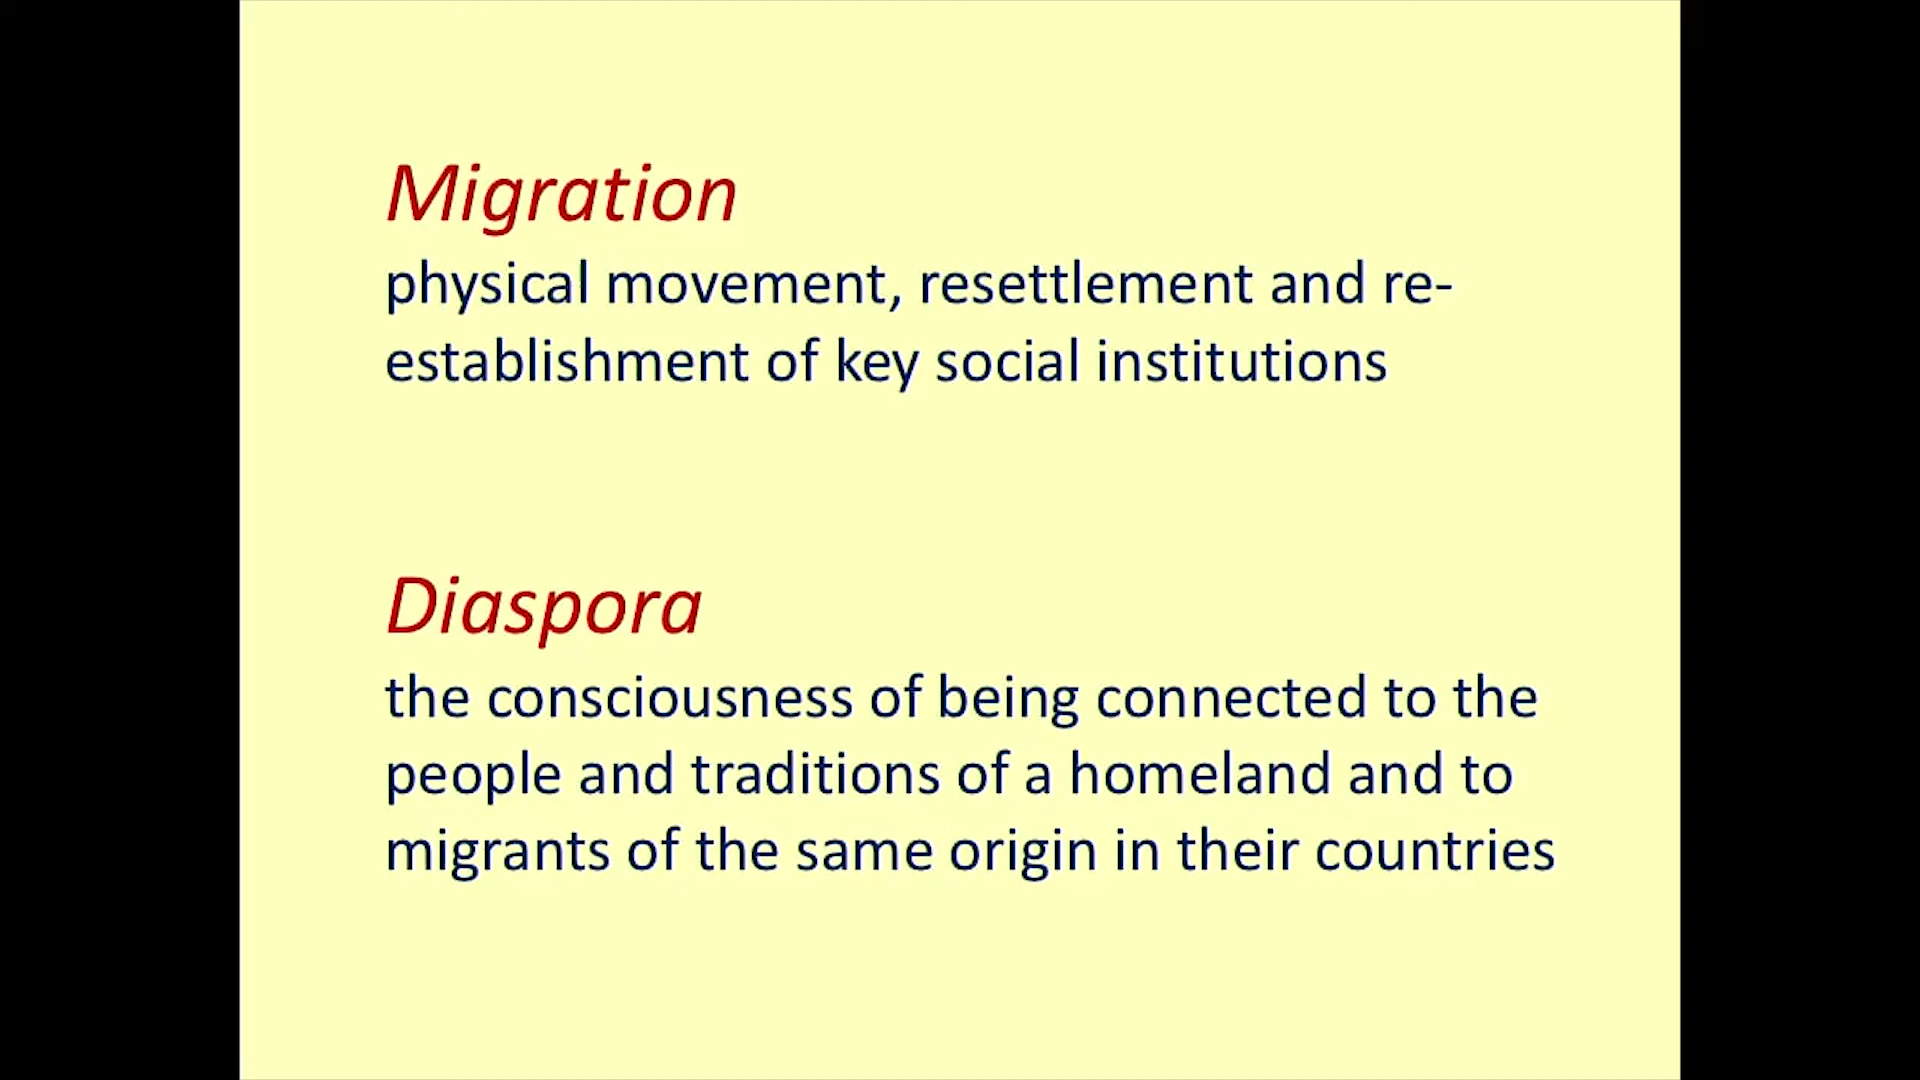 Migration
physical movement, resettlement and re-
establishment of key social institutions
Diaspora
the consciousness of being connected to the
people and traditions of a homeland and to
migrants of the same origin in their countries